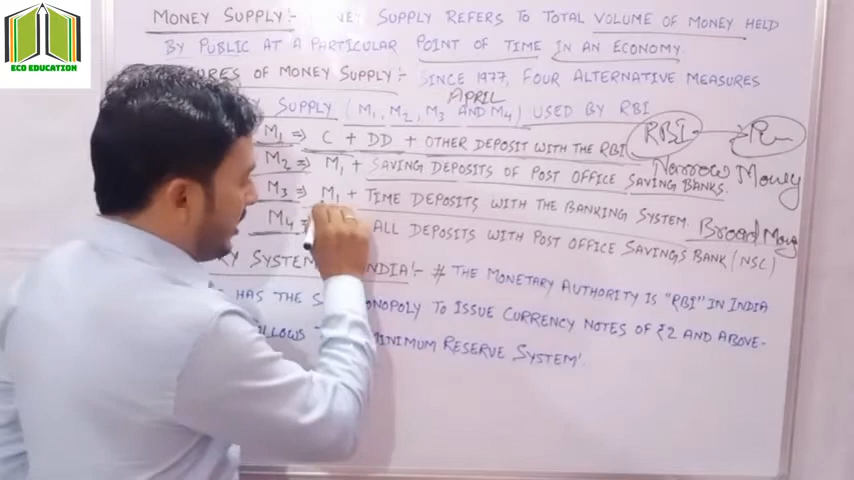 ECO EDUCATION
MONEY SUPPLY:- SUPPLY REFERS TO TOTAL VOLUME OF MONEY HELD
BY PUBLIC AT A PARTICULAR POINT OF TIME IN AN ECONOMY.
OF MONEY SUPPLY:- SINCE 1977, FOUR ALTERNATIVE MEASURES
APRIL
SUPPLY (M1, M2, M3 AND M4) USED BY RBI
M1 ⇒ C + DD + OTHER DEPOSIT WITH THE RBI RBI
M2 ⇒ M1 + SAVING DEPOSITS OF POST OFFICE SAVING BANKS. Narrow Money
M3 ⇒ M1 + TIME DEPOSITS WITH THE BANKING SYSTEM. Broad Money
M4 ALL DEPOSITS WITH POST OFFICE SAVINGS BANK (NSC)
SYSTEM INDIA:- # THE MONETARY AUTHORITY IS "RBI" IN INDIA
HAS THE TO ISSUE CURRENCY NOTES OF ₹2 AND ABOVE-
MINIMUM RESERVE SYSTEM'.